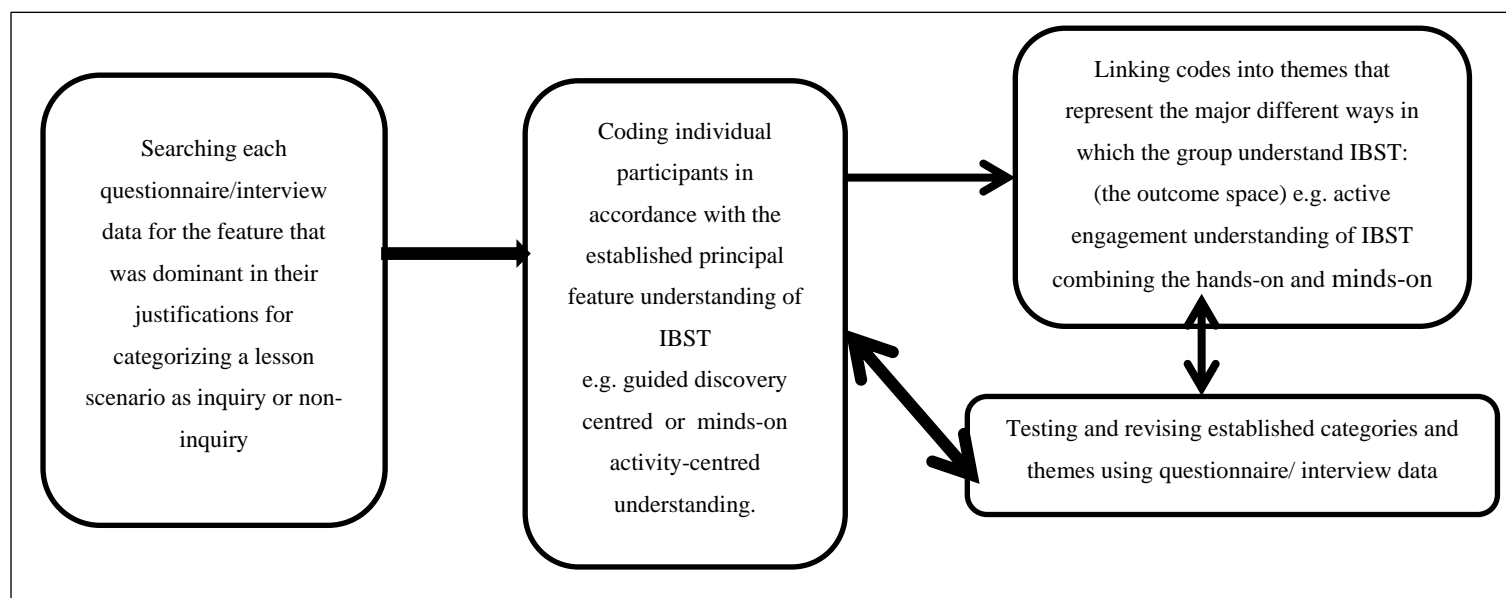 Searching each
questionnaire/interview
data for the feature that
was dominant in their
justifications for
categorizing a lesson
scenario as inquiry or non-
inquiry
Coding individual
participants in
accordance with the
established principal
feature understanding of
IBST
e.g. guided discovery
centred or minds-on
activity-centred
understanding.
Linking codes into themes that
represent the major different ways in
which the group understand IBST:
(the outcome space) e.g. active
engagement understanding of IBST
combining the hands-on and minds-on
Testing and revising established categories and
themes using questionnaire/ interview data